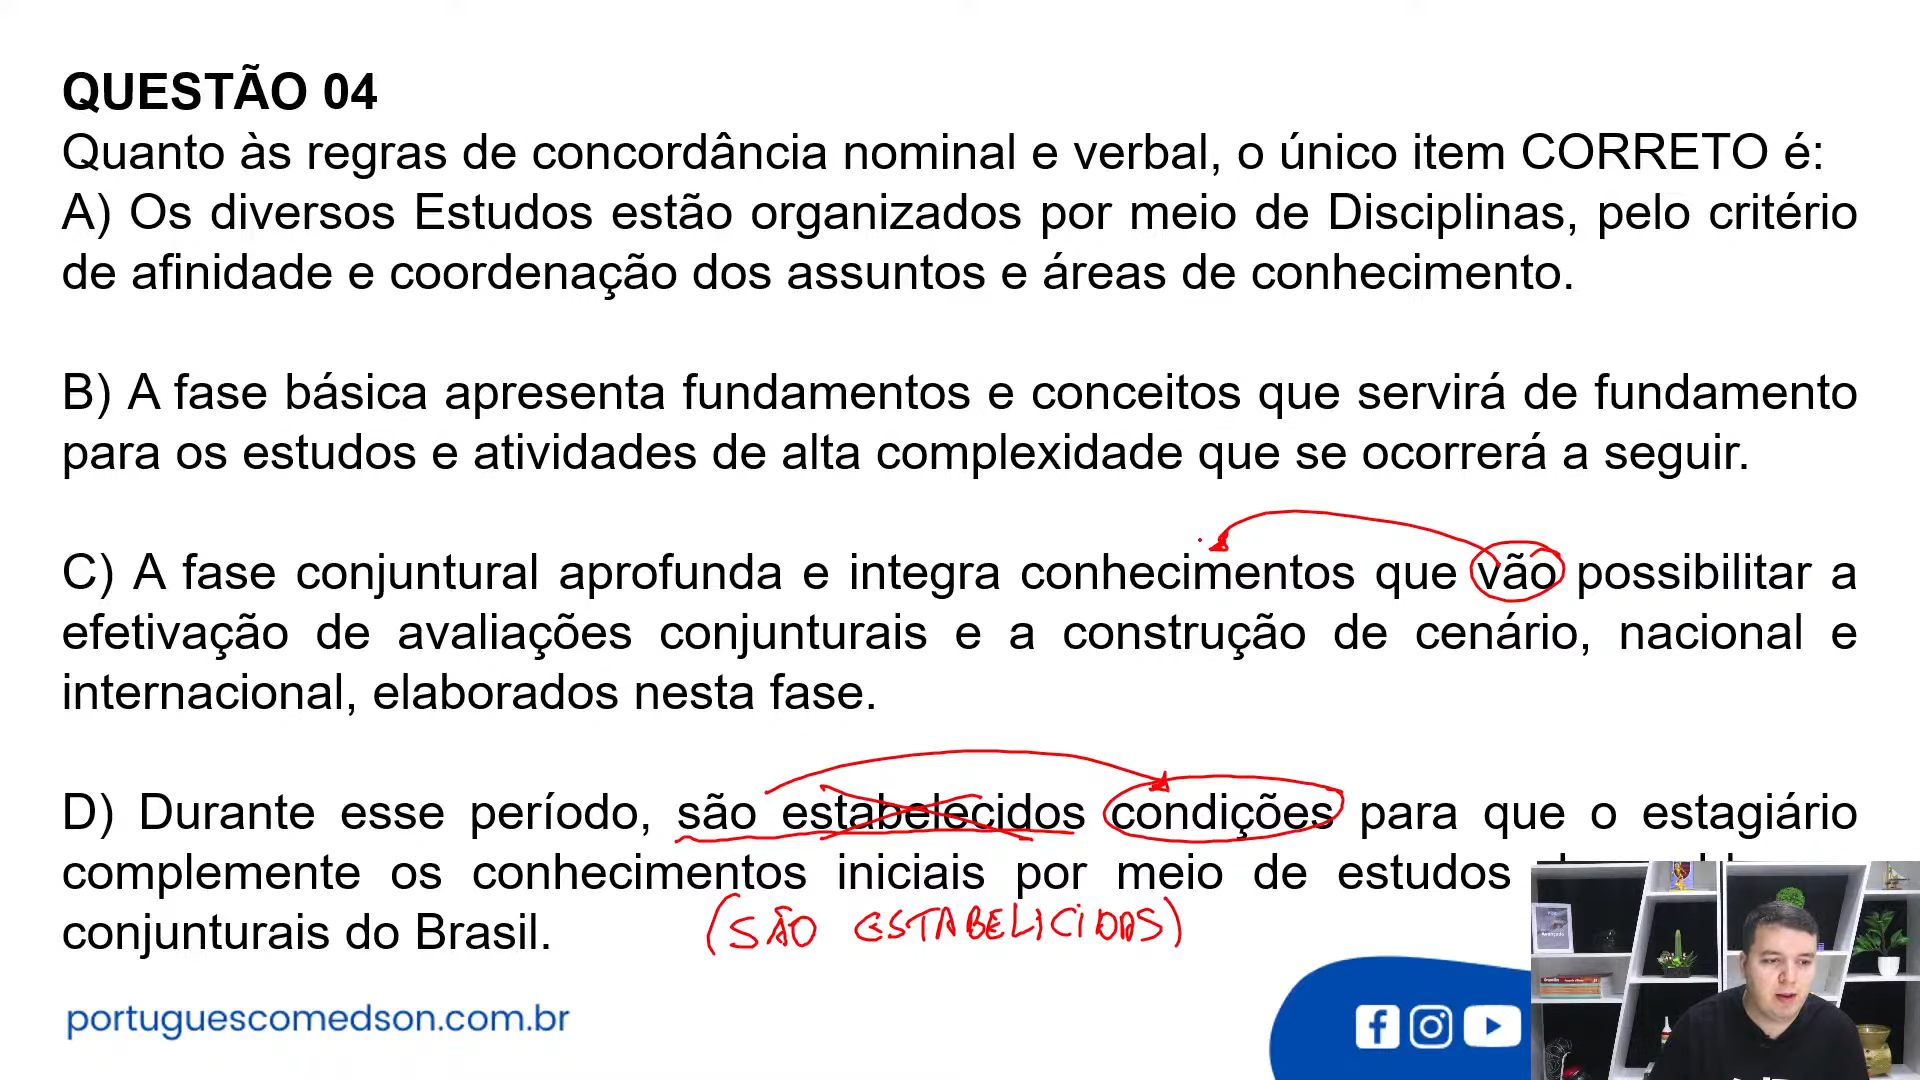 QUESTÃO 04
Quanto às regras de concordância nominal e verbal, o único item CORRETO é:
A) Os diversos Estudos estão organizados por meio de Disciplinas, pelo critério
de afinidade e coordenação dos assuntos e áreas de conhecimento.
B) A fase básica apresenta fundamentos e conceitos que servirá de fundamento
para os estudos e atividades de alta complexidade que se ocorrerá a seguir.
C) A fase conjuntural aprofunda e integra conhecimentos que vão possibilitar a
efetivação de avaliações conjunturais e a construção de cenário, nacional e
internacional, elaborados nesta fase.
D) Durante esse período, são estabelecidos condições para que o estagiário
complemente os conhecimentos iniciais por meio de estudos
conjunturais do Brasil.
(SÃO ESTABELICIDAS)
portuguescomedson.com.br